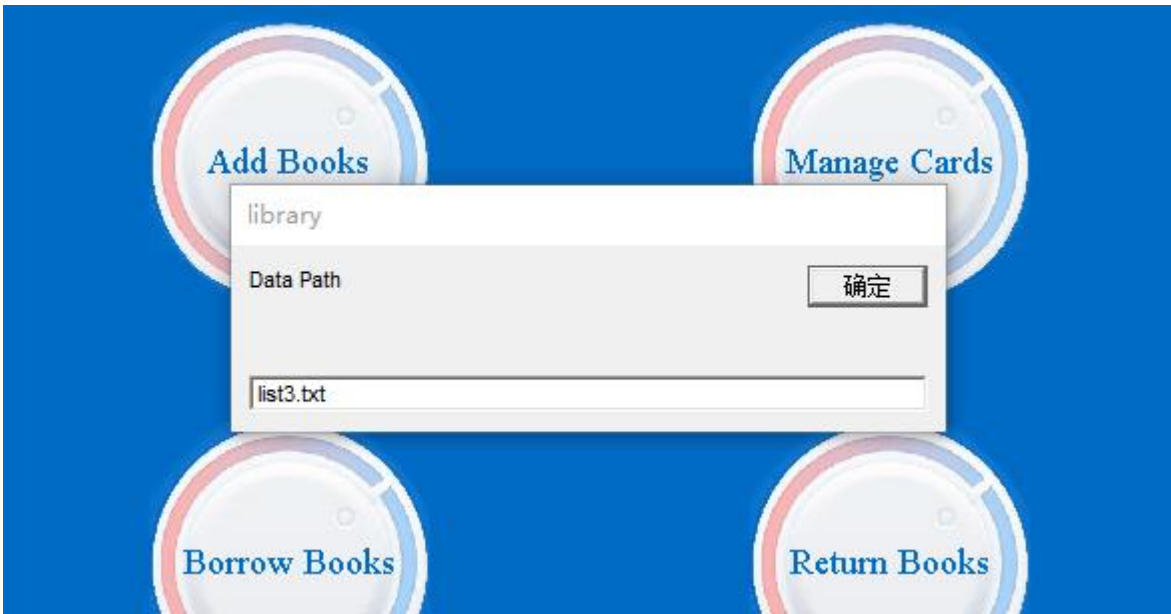 Add Books
Manage Cards
library
Data Path
确定
list3.txt
Borrow Books
Return Books